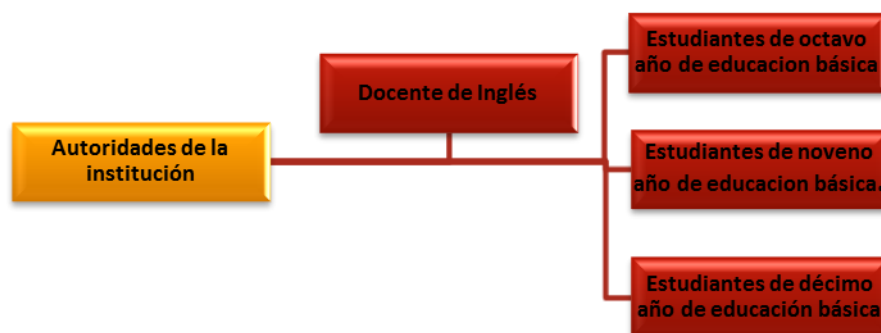 Autoridades de la
institución
Docente de Inglés
Estudiantes de octavo
año de educacion básica
Estudiantes de noveno
año de educacion básica.
Estudiantes de décimo
año de educación básica